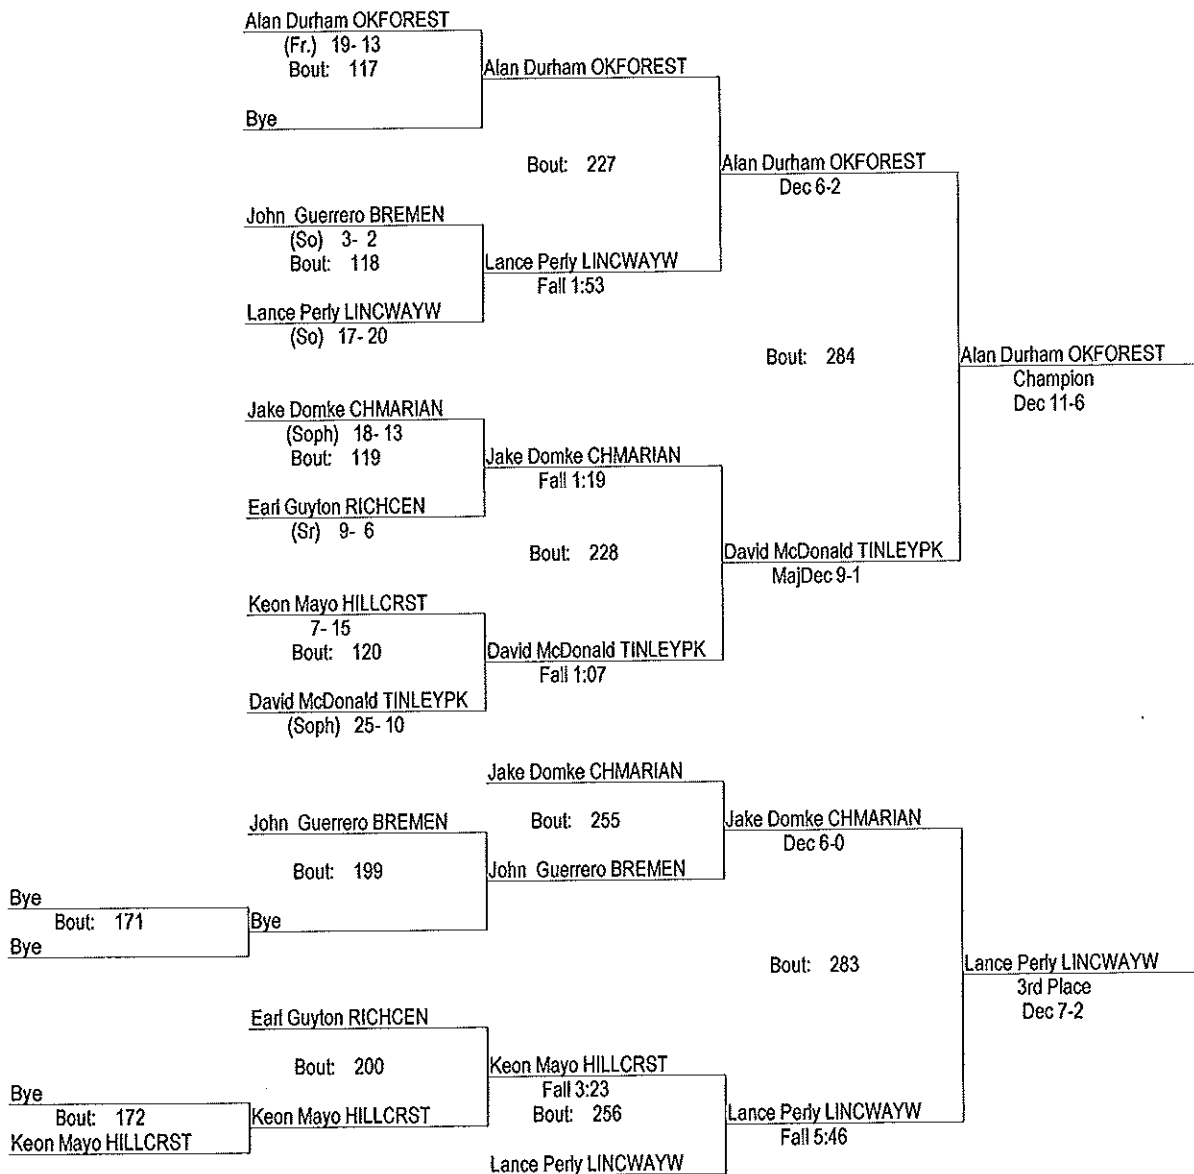 Alan Durham OKFOREST
(Fr.) 19- 13
Bout: 117
Alan Durham OKFOREST
Bye
Bout: 227
Alan Durham OKFOREST
Dec 6-2
John Guerrero BREMEN
(So) 3- 2
Bout: 118
Lance Perly LINCWAYW
Fall 1:53
Lance Perly LINCWAYW
(So) 17- 20
Bout: 284
Alan Durham OKFOREST
Champion
Dec 11-6
Jake Domke CHMARIAN
(Soph) 18- 13
Bout: 119
Jake Domke CHMARIAN
Fall 1:19
Earl Guyton RICHCEN
(Sr) 9- 6
Bout: 228
David McDonald TINLEYPK
MajDec 9-1
Keon Mayo HILLCRST
7- 15
Bout: 120
David McDonald TINLEYPK
Fall 1:07
David McDonald TINLEYPK
(Soph) 25- 10
Jake Domke CHMARIAN
Bout: 255
Jake Domke CHMARIAN
Dec 6-0
John Guerrero BREMEN
Bout: 199
John Guerrero BREMEN
Bye
Bout: 171
Bye
Bye
Bout: 283
Lance Perly LINCWAYW
3rd Place
Dec 7-2
Earl Guyton RICHCEN
Bout: 200
Keon Mayo HILLCRST
Fall 3:23
Bout: 256
Bye
Bout: 172
Keon Mayo HILLCRST
Keon Mayo HILLCRST
Lance Perly LINCWAYW
Fall 5:46
Lance Perly LINCWAYW